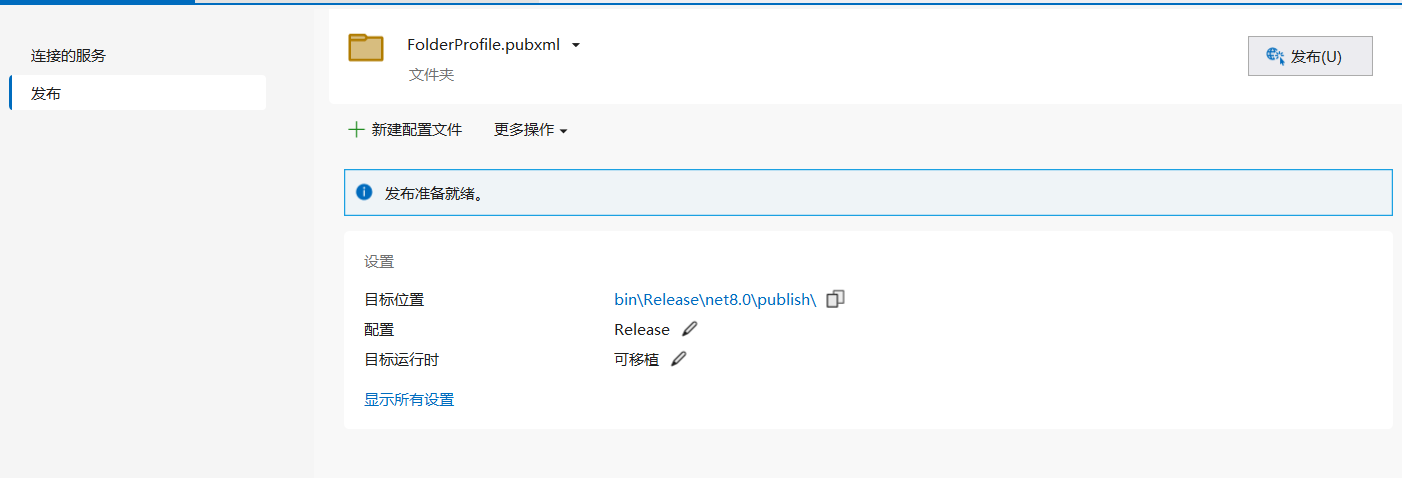 连接的服务
发布
FolderProfile.pubxml
文件夹
发布(U)
新建配置文件 更多操作
发布准备就绪。
设置
目标位置 bin\Release\net8.0\publish\
配置 Release
目标运行时 可移植
显示所有设置